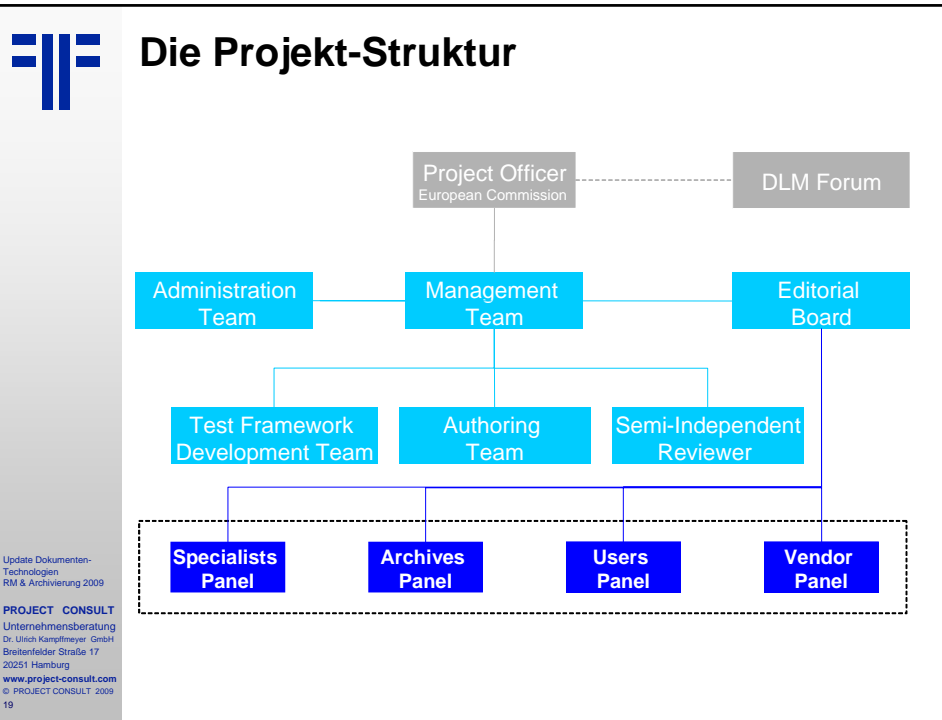 Die Projekt-Struktur
Project Officer
European Commission
DLM Forum
Administration
Team
Management
Team
Editorial
Board
Test Framework
Development Team
Authoring
Team
Semi-Independent
Reviewer
Specialists
Panel
Archives
Panel
Users
Panel
Vendor
Panel
Update Dokumenten-
Technologien
RM & Archivierung 2009
PROJECT CONSULT
Unternehmensberatung
Dr. Ulrich Kampffmeyer GmbH
Breitenfelder Straße 17
20251 Hamburg
www.project-consult.com
© PROJECT CONSULT 2009
19